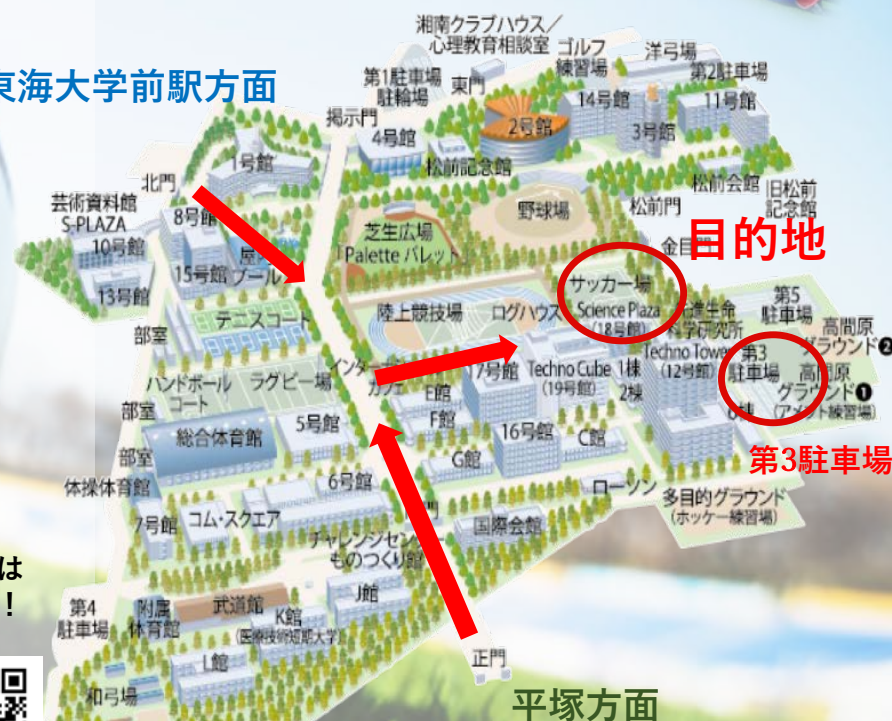 湘南クラブハウス／
心理教育相談室
ゴルフ
練習場
洋弓場
東海大学前駅方面
第1駐車場
駐輪場
東門
第2駐車場
掲示門
14号館
11号館
4号館
2号館
3号館
1号館
松前記念館
北門
松前会館
旧松前
記念館
芸術資料館
S-PLAZA
8号館
野球場
松前門
芝生広場
「Palette パレット」
目的地
10号館
15号館
プール
サッカー場
13号館
陸上競技場
ログハウス
Science Plaza
(18号館)
科学研究所
第5
駐車場
テニスコート
高間原
グラウンド❷
部室
Techno Tower
(12号館)
第3
駐車場
17号館
Techno Cube
(19号館)
1棟
2棟
高間原
グラウンド❶
(アメフト練習場)
ハンドボール
コート
ラグビー場
E館
部室
F館
5号館
総合体育館
16号館
C館
第3駐車場
部室
G館
体操体育館
6号館
ローソン
多目的グラウンド
(ホッケー練習場)
7号館
コム・スクエア
国際会館
チャレンジセンター
ものつくり館
は
！
第4
駐車場
附属
体育館
武道館
J館
K館
(医療技術短期大学)
L館
正門
和弓場
平塚方面